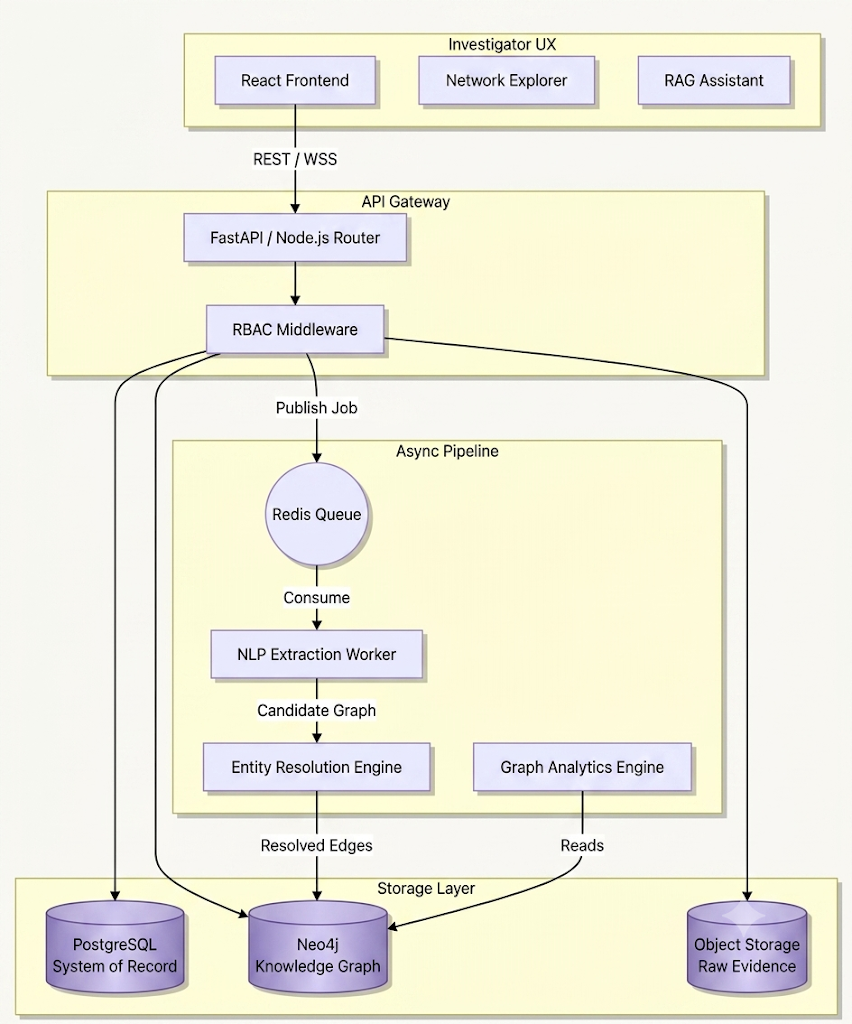 Investigator UX
React Frontend
Network Explorer
RAG Assistant
REST / WSS
API Gateway
FastAPI / Node.js Router
RBAC Middleware
Publish Job
Async Pipeline
Redis Queue
Consume
NLP Extraction Worker
Candidate Graph
Entity Resolution Engine
Graph Analytics Engine
Resolved Edges
Reads
Storage Layer
PostgreSQL
System of Record
Neo4j
Knowledge Graph
Object Storage
Raw Evidence